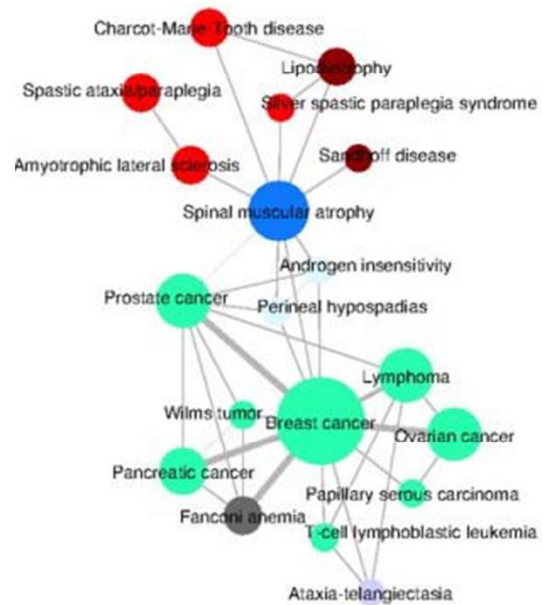 Charcot-Marie-Tooth disease
Lipodystrophy
Spastic ataxia/paraplegia
Silver spastic paraplegia syndrome
Sandhoff disease
Amyotrophic lateral sclerosis
Spinal muscular atrophy
Androgen insensitivity
Prostate cancer
Perineal hypospadias
Lymphoma
Wilms tumor
Breast cancer
Ovarian cancer
Pancreatic cancer
Papillary serous carcinoma
Fanconi anemia
T-cell lymphoblastic leukemia
Ataxia-telangiectasia